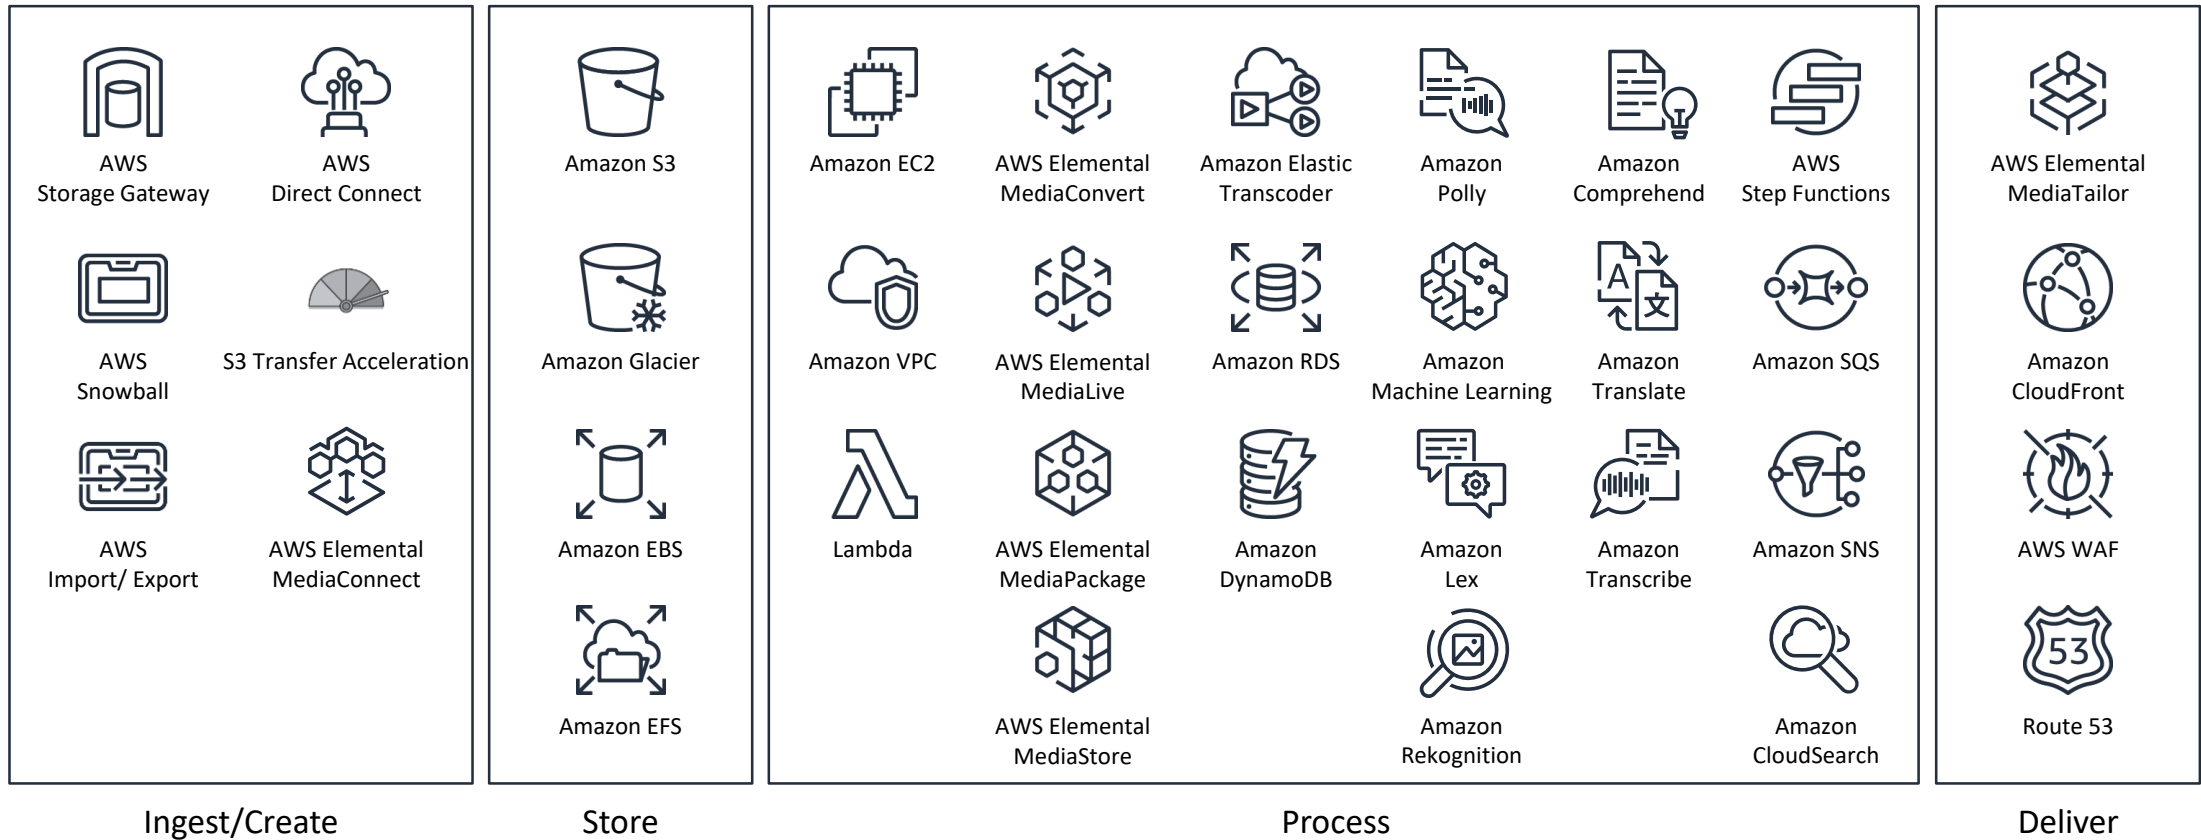 AWS
Storage Gateway
AWS
Direct Connect
AWS
Snowball
S3 Transfer Acceleration
AWS
Import/ Export
AWS Elemental
MediaConnect
Ingest/Create
Amazon S3
Amazon Glacier
Amazon EBS
Amazon EFS
Store
Amazon EC2
AWS Elemental
MediaConvert
Amazon Elastic
Transcoder
Amazon
Polly
Amazon
Comprehend
AWS
Step Functions
Amazon VPC
AWS Elemental
MediaLive
Amazon RDS
Amazon
Machine Learning
A
文
Amazon
Translate
Amazon SQS
Lambda
AWS Elemental
MediaPackage
Amazon
DynamoDB
Amazon
Lex
Amazon
Transcribe
Amazon SNS
AWS Elemental
MediaStore
Amazon
Rekognition
Amazon
CloudSearch
Process
AWS Elemental
MediaTailor
Amazon
CloudFront
AWS WAF
53
Route 53
Deliver